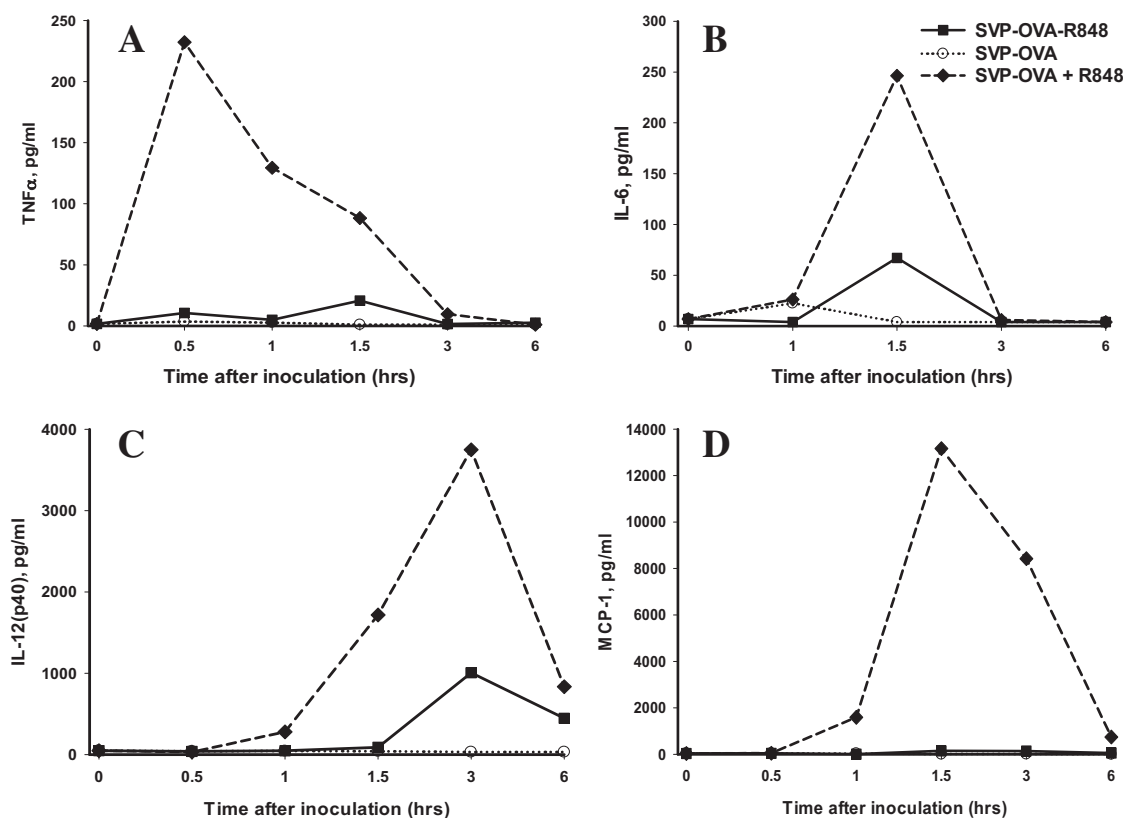 A
250
200
150
100
50
0
TNFα, pg/ml
0 0.5 1 1.5 3 6
Time after inoculation (hrs)
B
300
250
200
150
100
50
0
IL-6, pg/ml
0 1 1.5 3 6
Time after inoculation (hrs)
SVP-OVA-R848
SVP-OVA
SVP-OVA + R848
C
4000
3000
2000
1000
0
IL-12(p40), pg/ml
0 0.5 1 1.5 3 6
Time after inoculation (hrs)
D
14000
12000
10000
8000
6000
4000
2000
0
MCP-1, pg/ml
0 0.5 1 1.5 3 6
Time after inoculation (hrs)